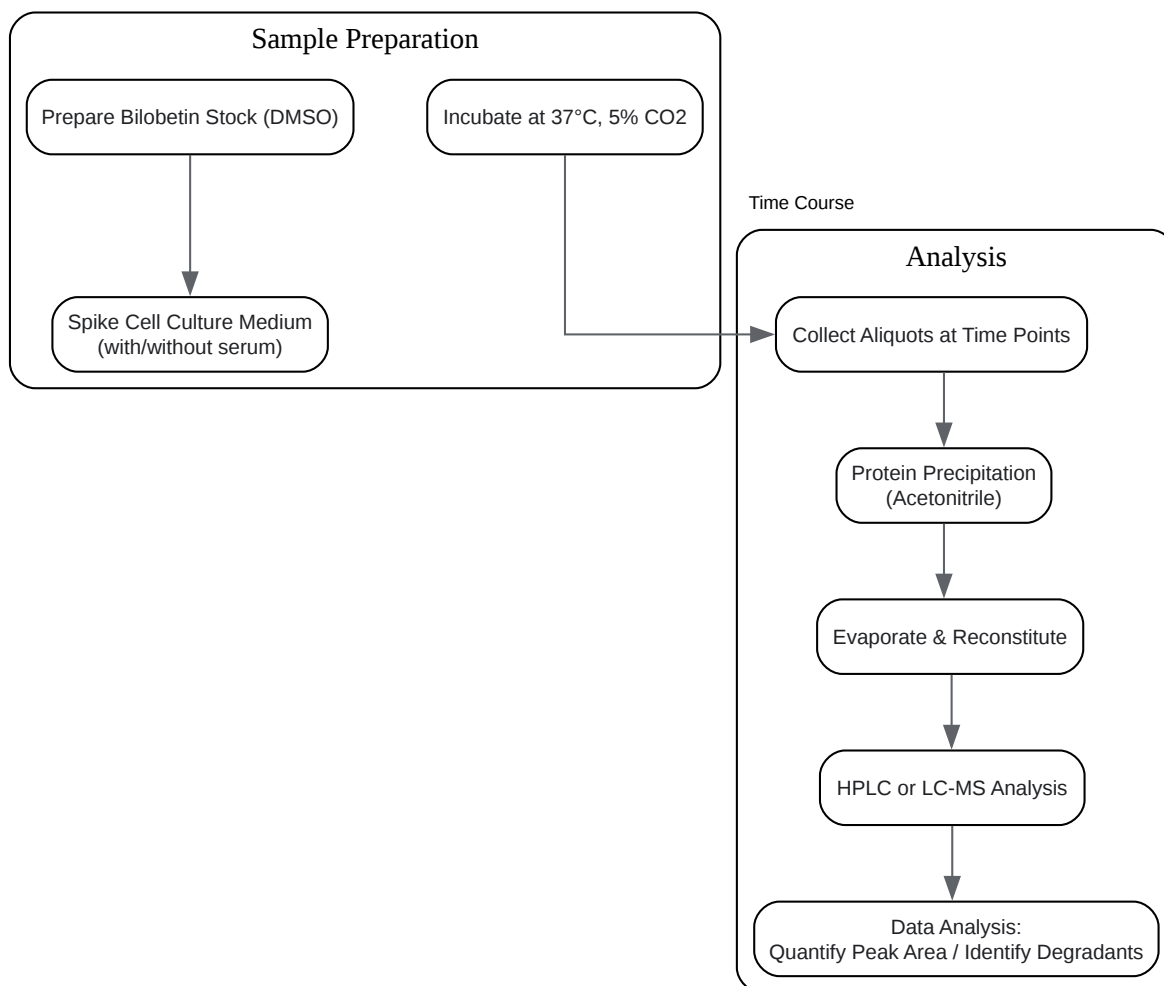 Sample Preparation
Prepare Bilobetin Stock (DMSO)
Incubate at 37°C, 5% CO2
Spike Cell Culture Medium
(with/without serum)
Time Course
Analysis
Collect Aliquots at Time Points
Protein Precipitation
(Acetonitrile)
Evaporate & Reconstitute
HPLC or LC-MS Analysis
Data Analysis:
Quantify Peak Area / Identify Degradants